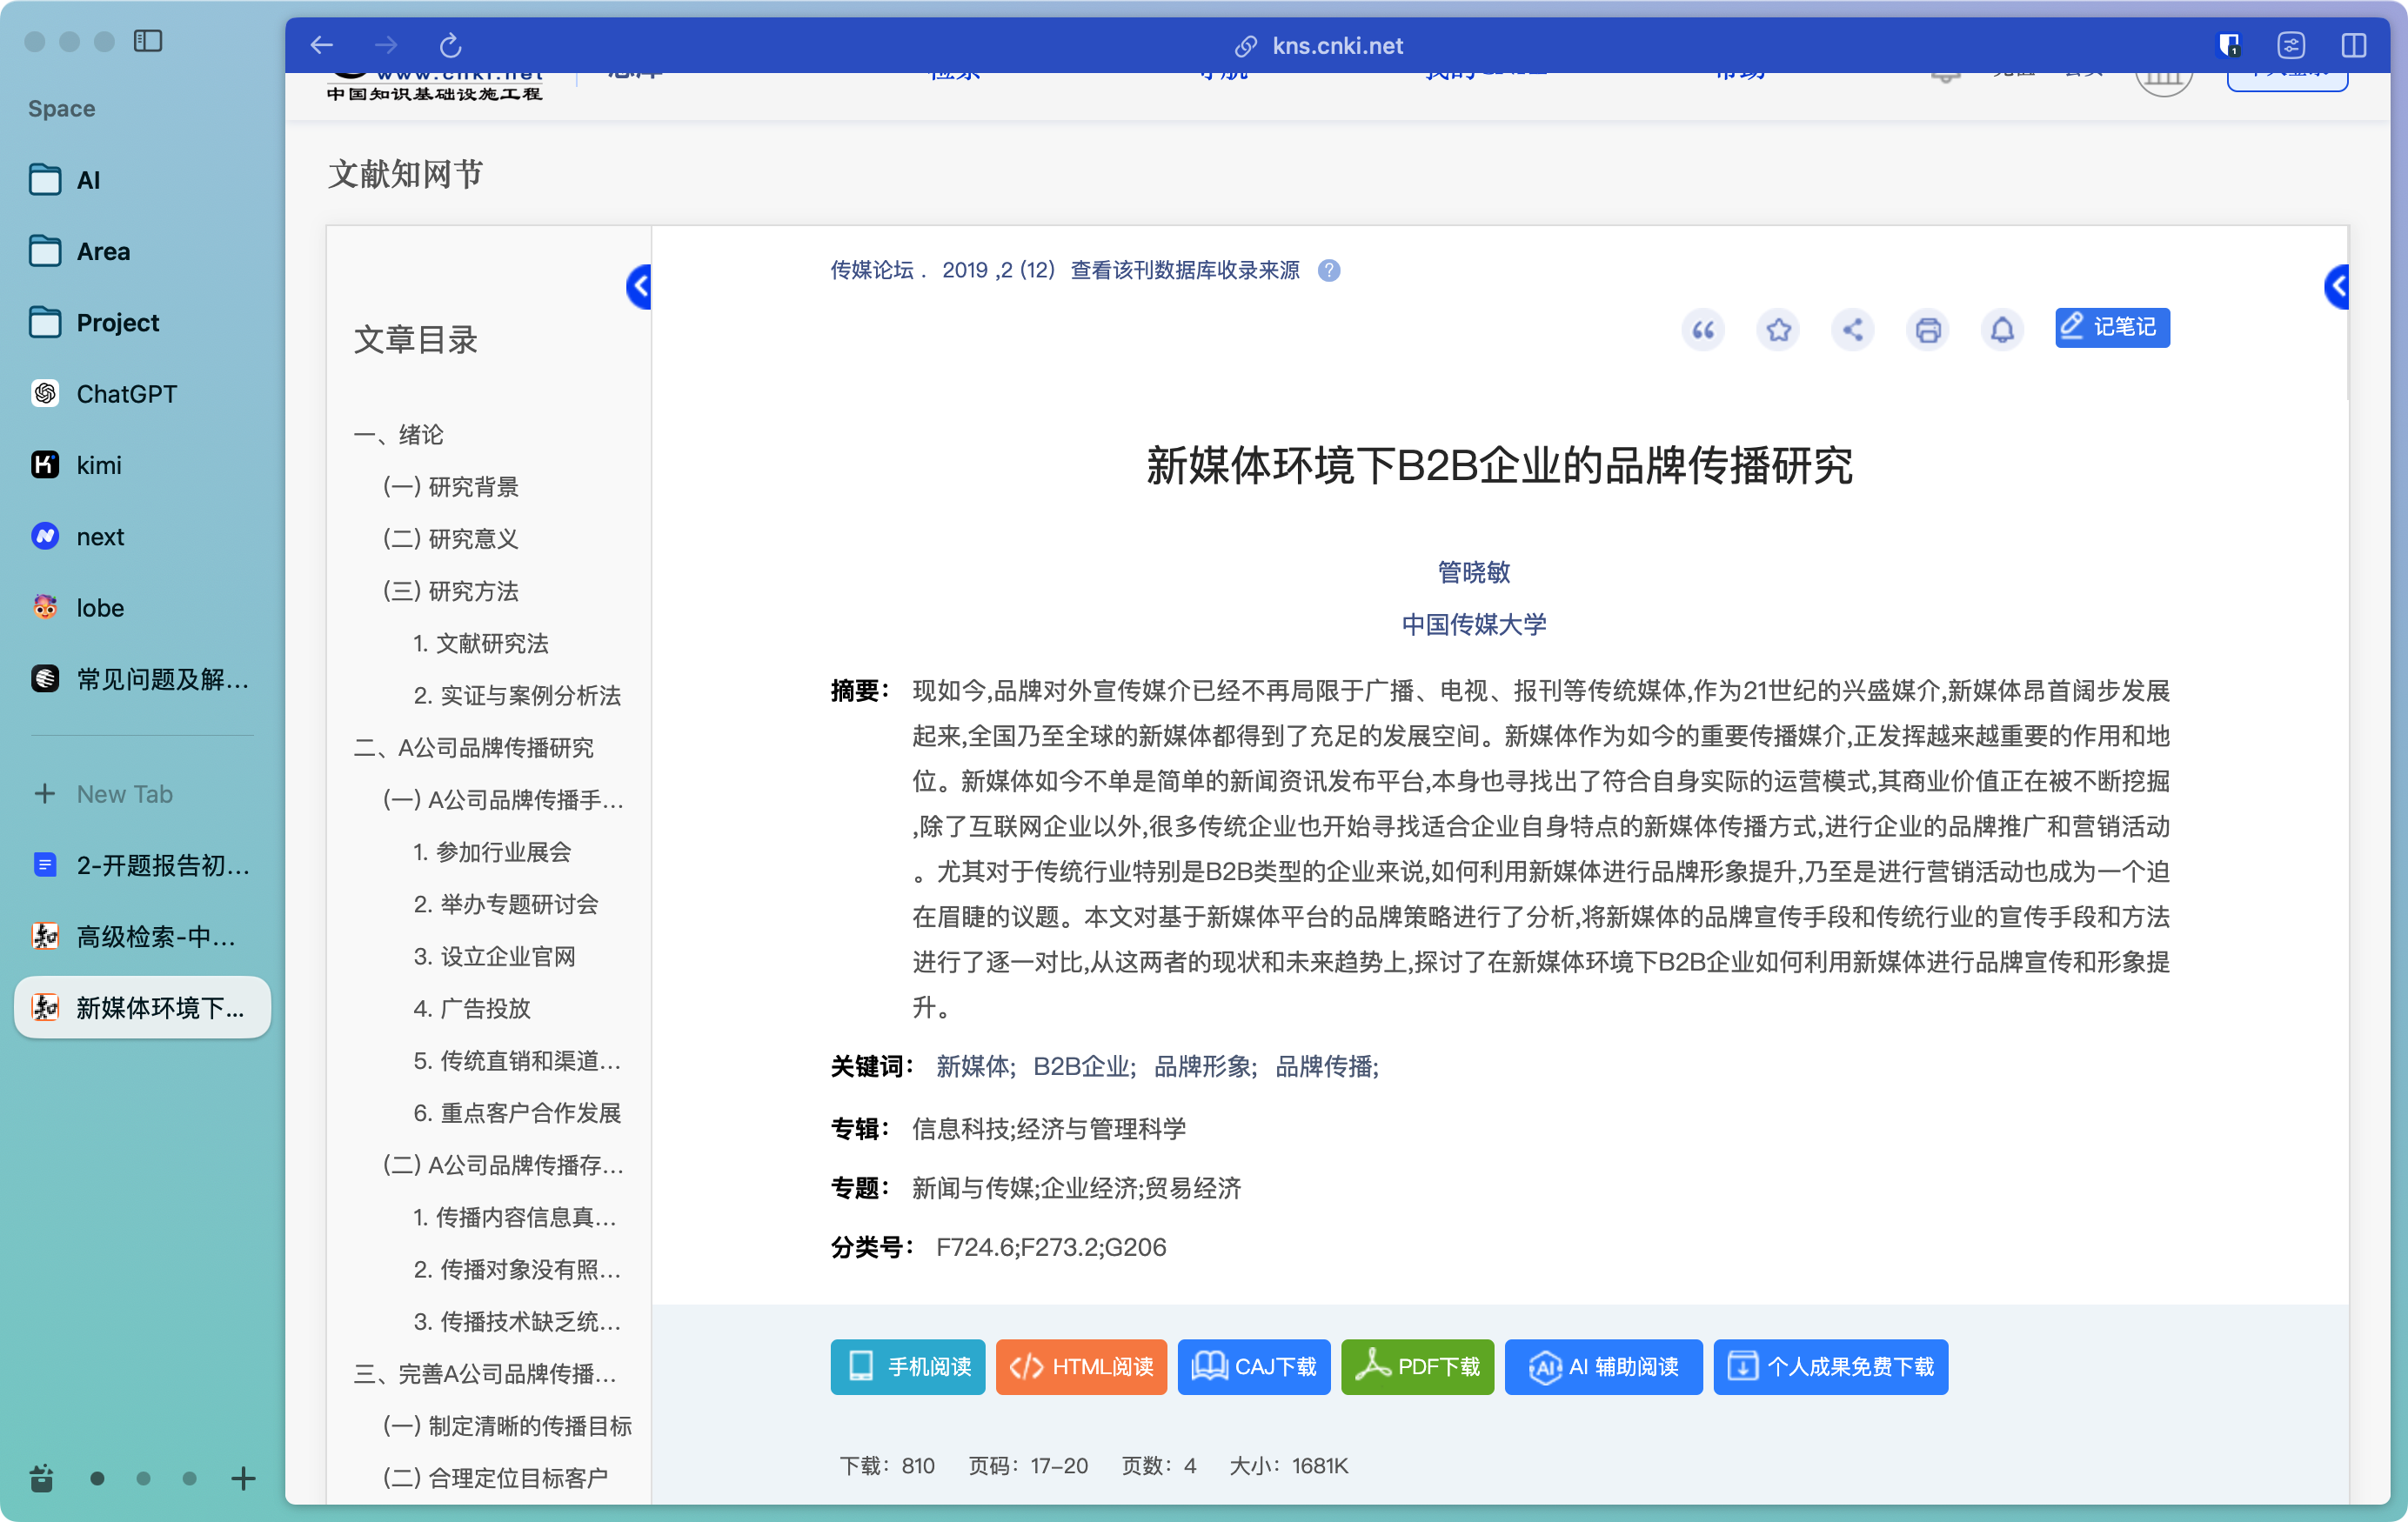 Space
AI
Area
Project
ChatGPT
kimi
next
lobe
常见问题及解...
New Tab
2-开题报告初...
高级检索-中...
新媒体环境下...
kns.cnki.net
www.cnki.net
中国知识基础设施工程
文献知网节
文章目录
一、绪论
(一) 研究背景
(二) 研究意义
(三) 研究方法
1. 文献研究法
2. 实证与案例分析法
二、A公司品牌传播研究
(一) A公司品牌传播手...
1. 参加行业展会
2. 举办专题研讨会
3. 设立企业官网
4. 广告投放
5. 传统直销和渠道...
6. 重点客户合作发展
(二) A公司品牌传播存...
1. 传播内容信息真...
2. 传播对象没有照...
3. 传播技术缺乏统...
三、完善A公司品牌传播...
(一) 制定清晰的传播目标
(二) 合理定位目标客户
传媒论坛 . 2019 ,2 (12) 查看该刊数据库收录来源 ?
记笔记
新媒体环境下B2B企业的品牌传播研究
管晓敏
中国传媒大学
摘要： 现如今,品牌对外宣传媒介已经不再局限于广播、电视、报刊等传统媒体,作为21世纪的兴盛媒介,新媒体昂首阔步发展
起来,全国乃至全球的新媒体都得到了充足的发展空间。新媒体作为如今的重要传播媒介,正发挥越来越重要的作用和地
位。新媒体如今不单是简单的新闻资讯发布平台,本身也寻找出了符合自身实际的运营模式,其商业价值正在被不断挖掘
,除了互联网企业以外,很多传统企业也开始寻找适合企业自身特点的新媒体传播方式,进行企业的品牌推广和营销活动
。尤其对于传统行业特别是B2B类型的企业来说,如何利用新媒体进行品牌形象提升,乃至是进行营销活动也成为一个迫
在眉睫的议题。本文对基于新媒体平台的品牌策略进行了分析,将新媒体的品牌宣传手段和传统行业的宣传手段和方法
进行了逐一对比,从这两者的现状和未来趋势上,探讨了在新媒体环境下B2B企业如何利用新媒体进行品牌宣传和形象提
升。
关键词： 新媒体; B2B企业; 品牌形象; 品牌传播;
专辑： 信息科技;经济与管理科学
专题： 新闻与传媒;企业经济;贸易经济
分类号： F724.6;F273.2;G206
手机阅读 HTML阅读 CAJ下载 PDF下载 AI 辅助阅读 个人成果免费下载
下载：810 页码：17-20 页数：4 大小：1681K